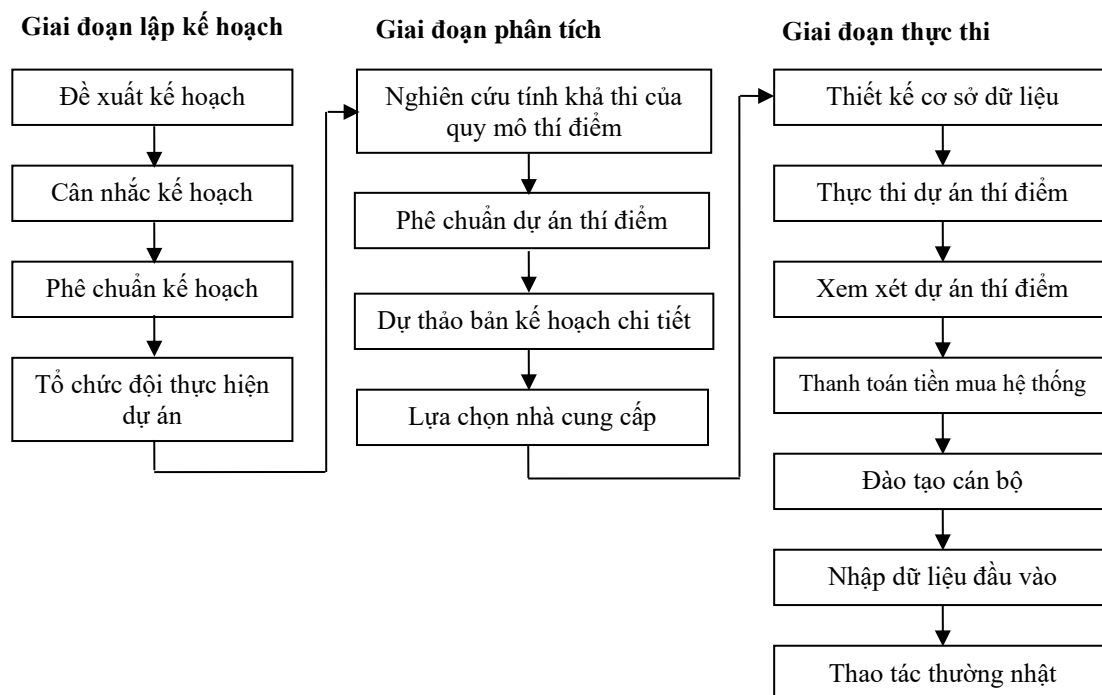 Giai đoạn lập kế hoạch
Đề xuất kế hoạch
Cân nhắc kế hoạch
Phê chuẩn kế hoạch
Tổ chức đội thực hiện
dự án
Giai đoạn phân tích
Nghiên cứu tính khả thi của
quy mô thí điểm
Phê chuẩn dự án thí điểm
Dự thảo bản kế hoạch chi tiết
Lựa chọn nhà cung cấp
Giai đoạn thực thi
Thiết kế cơ sở dữ liệu
Thực thi dự án thí điểm
Xem xét dự án thí điểm
Thanh toán tiền mua hệ thống
Đào tạo cán bộ
Nhập dữ liệu đầu vào
Thao tác thường nhật